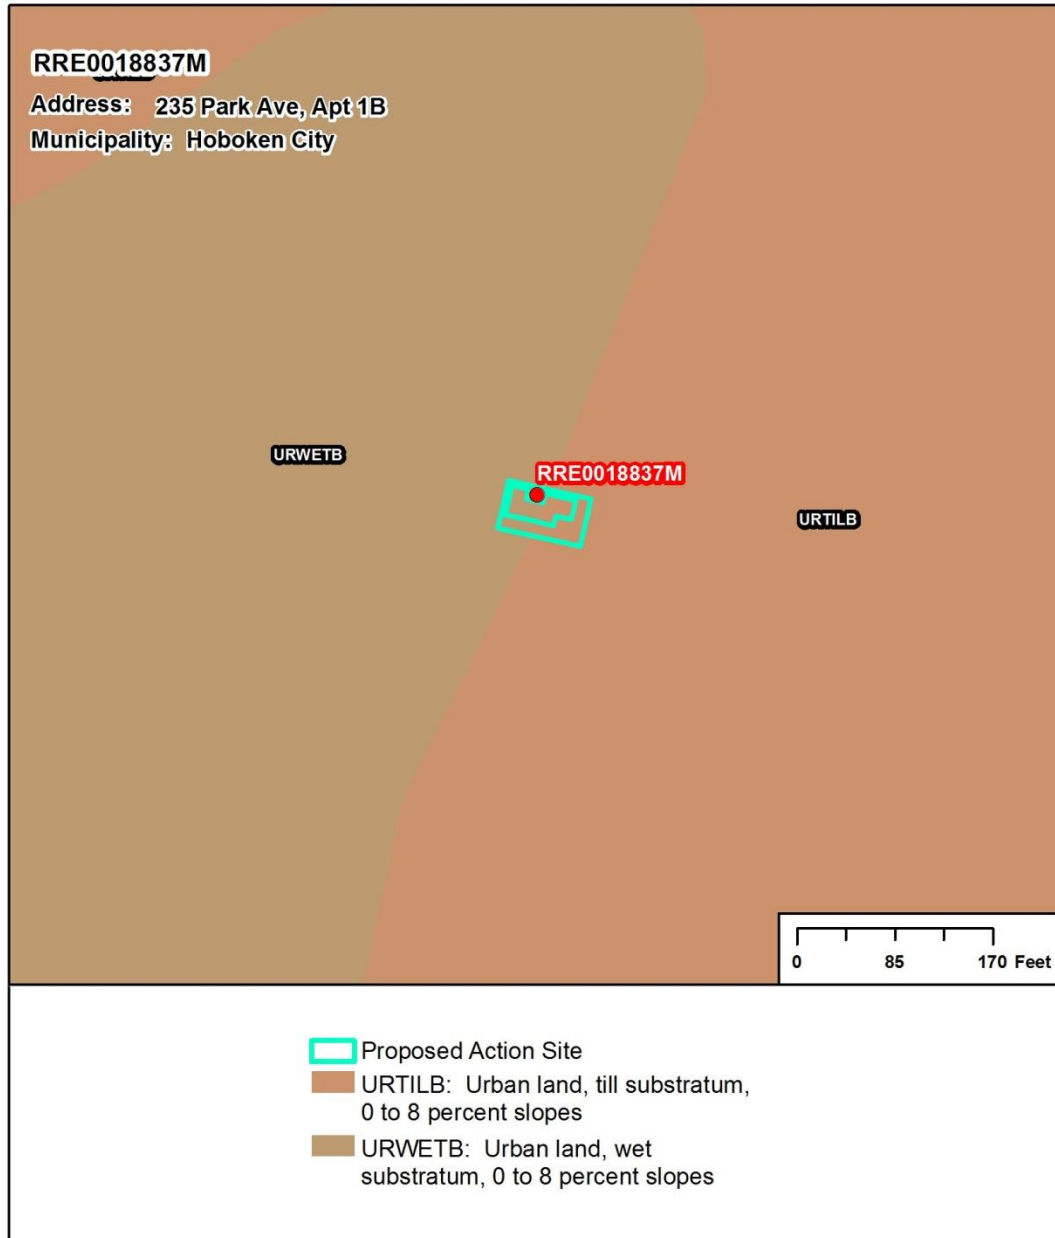 RRE0018837M
Address: 235 Park Ave, Apt 1B
Municipality: Hoboken City
URWETB
RRE0018837M
URTILB
0 85 170 Feet
Proposed Action Site
URTILB: Urban land, till substratum,
0 to 8 percent slopes
URWETB: Urban land, wet
substratum, 0 to 8 percent slopes